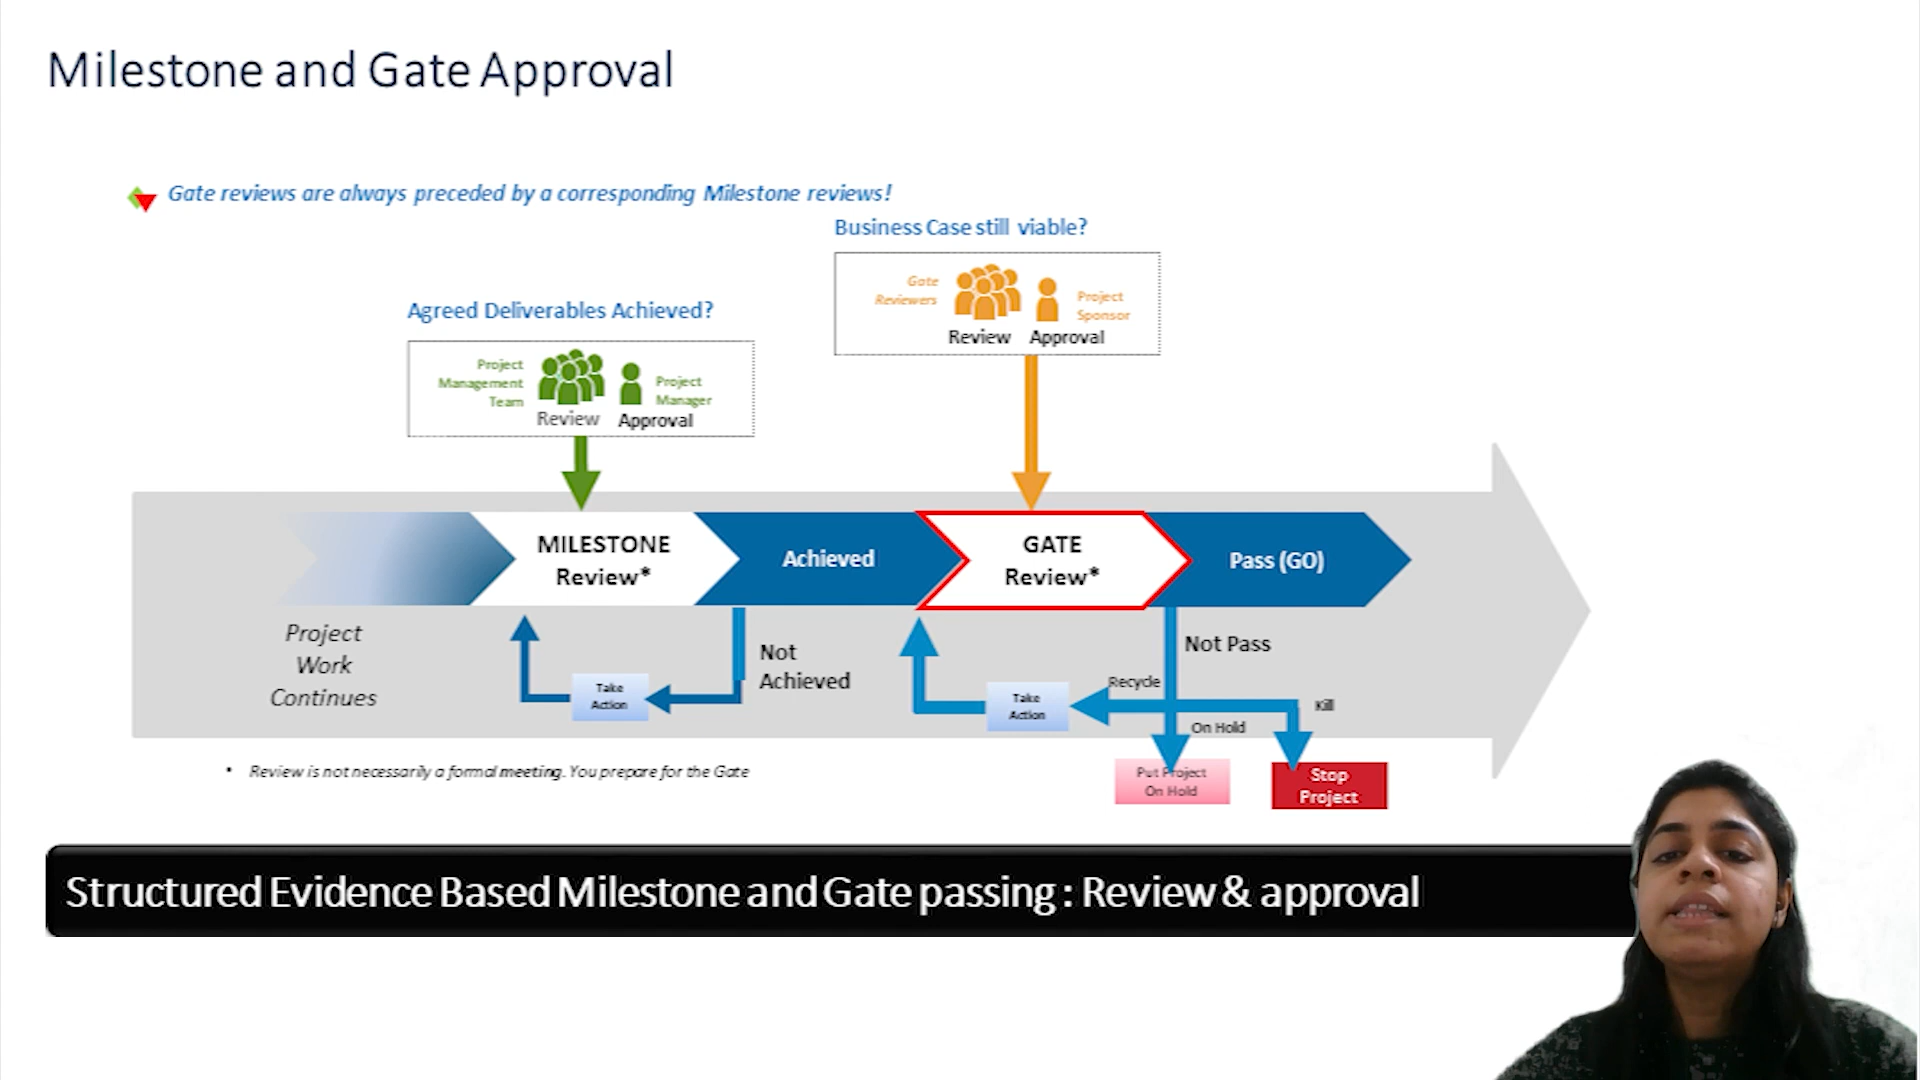 Milestone and Gate Approval
Gate reviews are always preceded by a corresponding Milestone reviews!
Business Case still viable?
Gate
Reviewers
Project
Sponsor
Review
Approval
Agreed Deliverables Achieved?
Project
Management
Team
Project
Manager
Review
Approval
MILESTONE
Review*
Achieved
GATE
Review*
Pass (GO)
Project
Work
Continues
Not
Achieved
Take
Action
Not Pass
Recycle
Take
Action
Kill
On Hold
Put Project
On Hold
Stop
Project
• Review is not necessarily a formal meeting. You prepare for the Gate
Structured Evidence Based Milestone and Gate passing : Review & approval